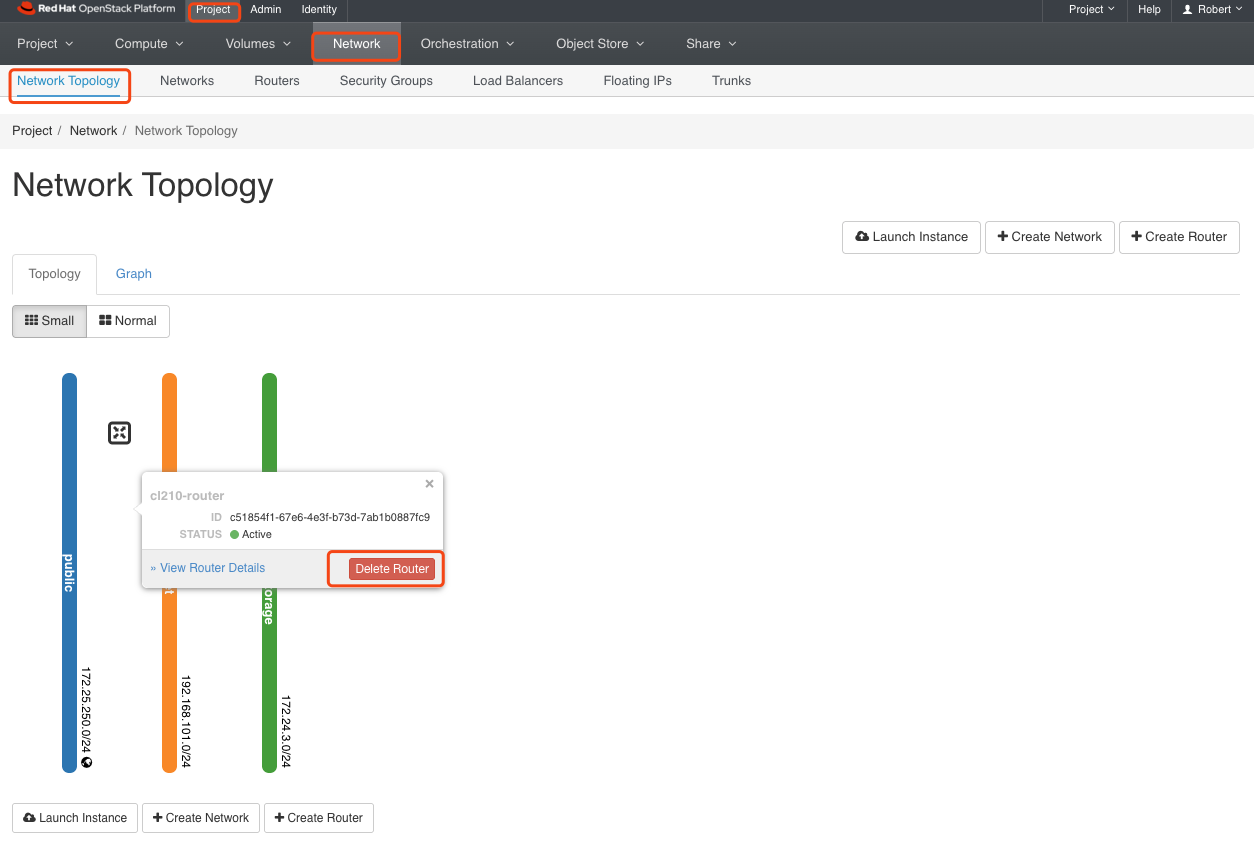 Red Hat OpenStack Platform Project Admin Identity Project Help Robert
Project Compute Volumes Network Orchestration Object Store Share
Network Topology Networks Routers Security Groups Load Balancers Floating IPs Trunks
Project / Network / Network Topology
Network Topology
Launch Instance Create Network Create Router
Topology Graph
Small Normal
cl210-router ×
ID c51854f1-67e6-4e3f-b73d-7ab1b0887fc9
STATUS Active
» View Router Details Delete Router
public
172.25.250.0/24
192.168.101.0/24
172.24.3.0/24
Launch Instance Create Network Create Router